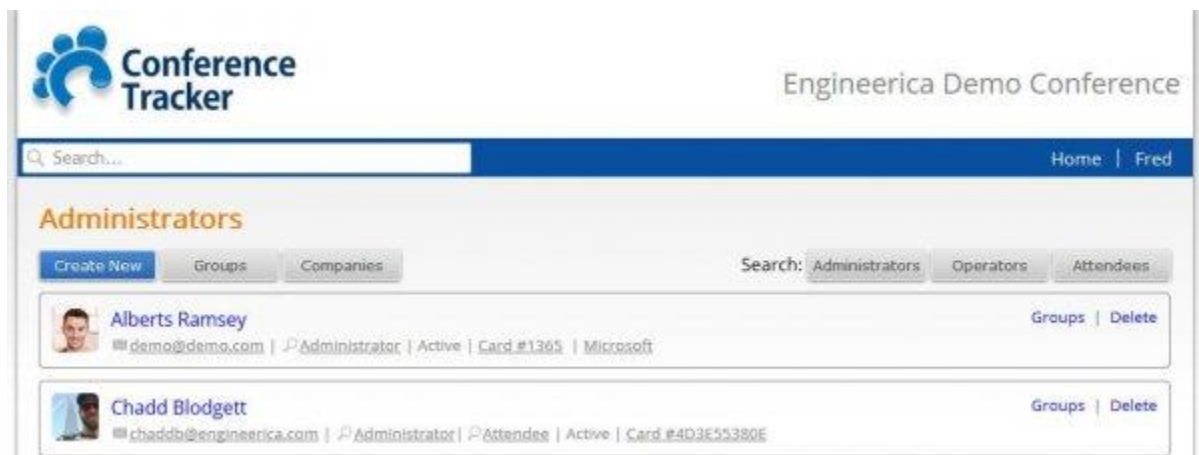 Conference
Tracker
Engineerica Demo Conference
Search...
Home | Fred
Administrators
Create New Groups Companies Search: Administrators Operators Attendees
Alberts Ramsey Groups | Delete
demo@demo.com | Administrator | Active | Card #1365 | Microsoft
Chadd Blodgett Groups | Delete
chaddb@engineerica.com | Administrator | Attendee | Active | Card #4D3E55380E